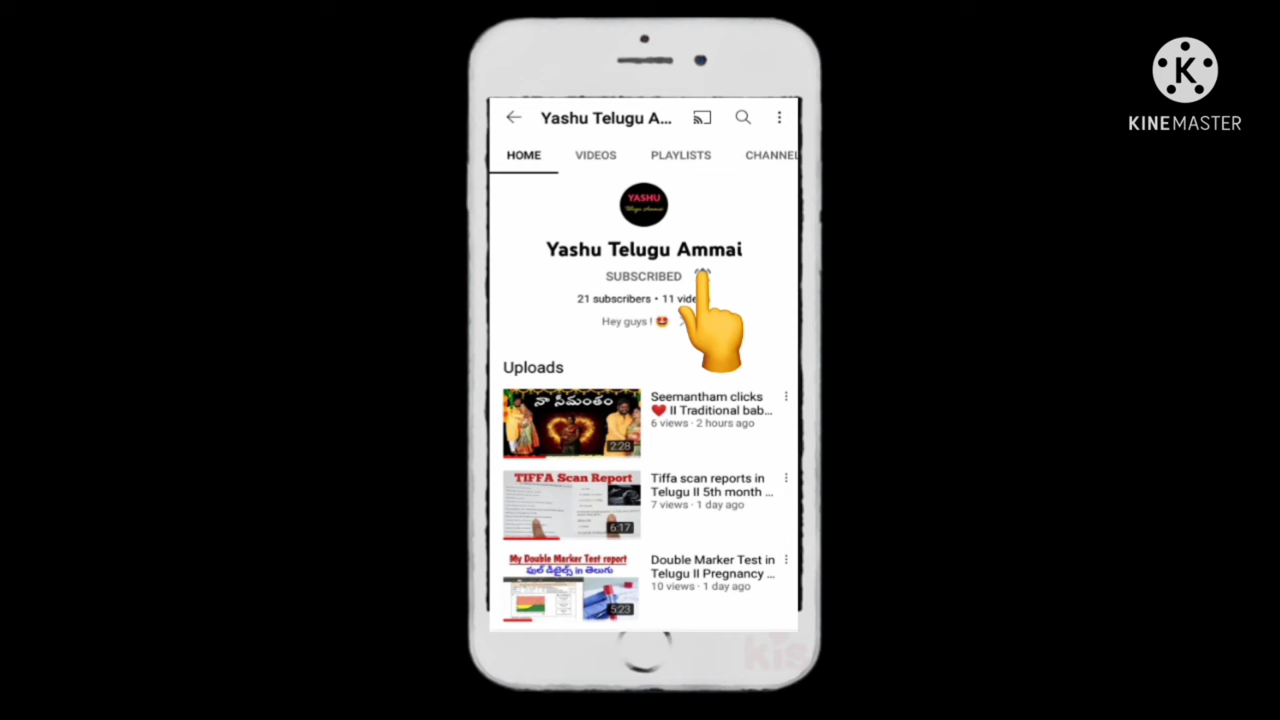 KINEMASTER
Yashu Telugu A...
HOME VIDEOS PLAYLISTS CHANNEL
YASHU
Telugu Ammai
Yashu Telugu Ammai
SUBSCRIBED
21 subscribers • 11
Hey guys ! 🤩
Uploads
నా సీమంతం
2:28
Seemantham clicks
❤️ II Traditional bab...
6 views · 2 hours ago
TIFFA Scan Report
6:17
Tiffa scan reports in
Telugu II 5th month ...
7 views · 1 day ago
My Double Marker Test report
ఫుల్ డీటైల్స్ in తెలుగు
5:23
Double Marker Test in
Telugu II Pregnancy ...
10 views · 1 day ago
kis